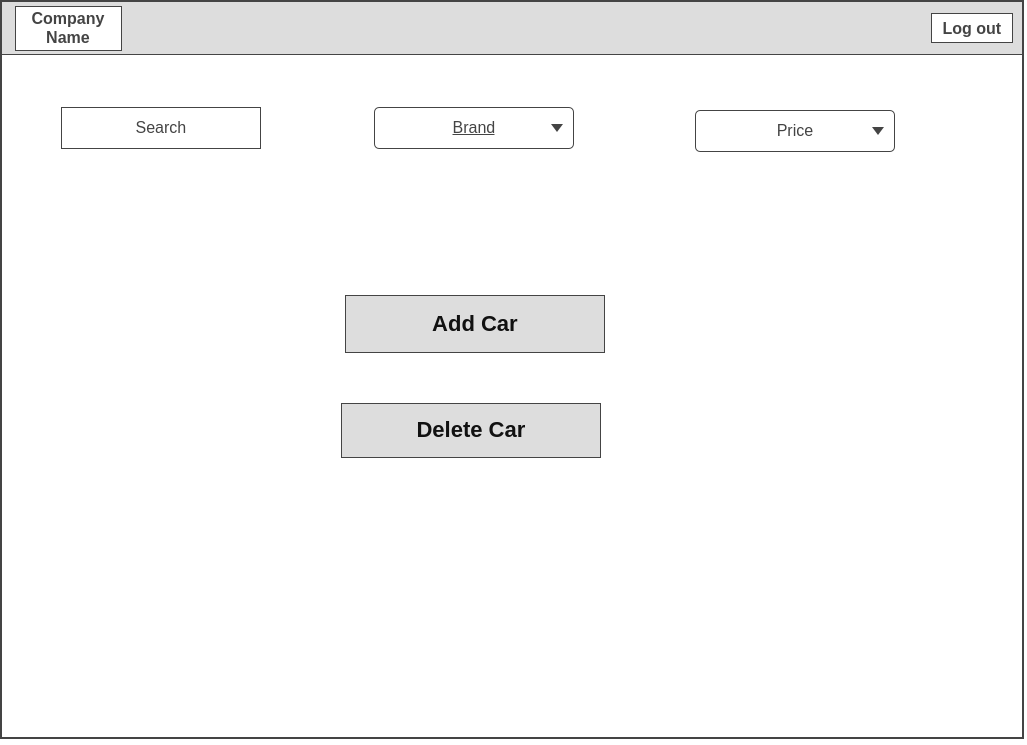 Company
Name
Log out
Search
Brand
Price
Add Car
Delete Car